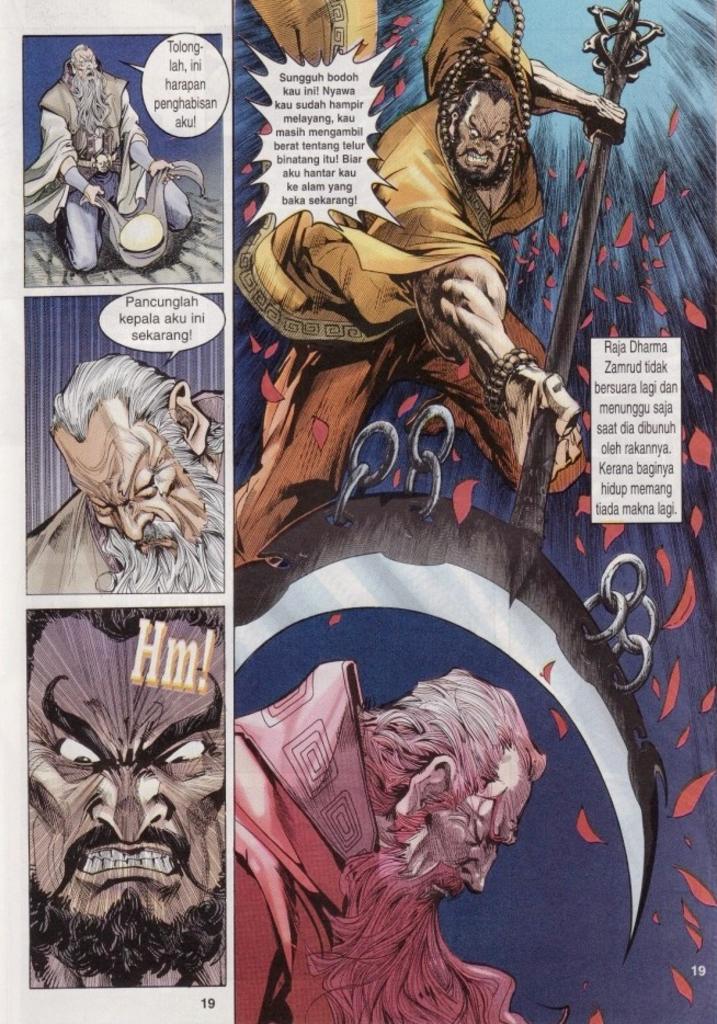 Tolong-
lah, ini
harapan
penghabisan
aku!
Pancunglah
kepala aku ini
sekarang!
Hm!
19
Sungguh bodoh
kau ini! Nyawa
kau sudah hampir
melayang, kau
masih mengambil
berat tentang telur
binatang itu! Biar
aku hantar kau
ke alam yang
baka sekarang!
Raja Dharma
Zamrud tidak
bersuara lagi dan
menunggu saja
saat dia dibunuh
oleh rakannya.
Kerana baginya
hidup memang
tiada makna lagi.
19